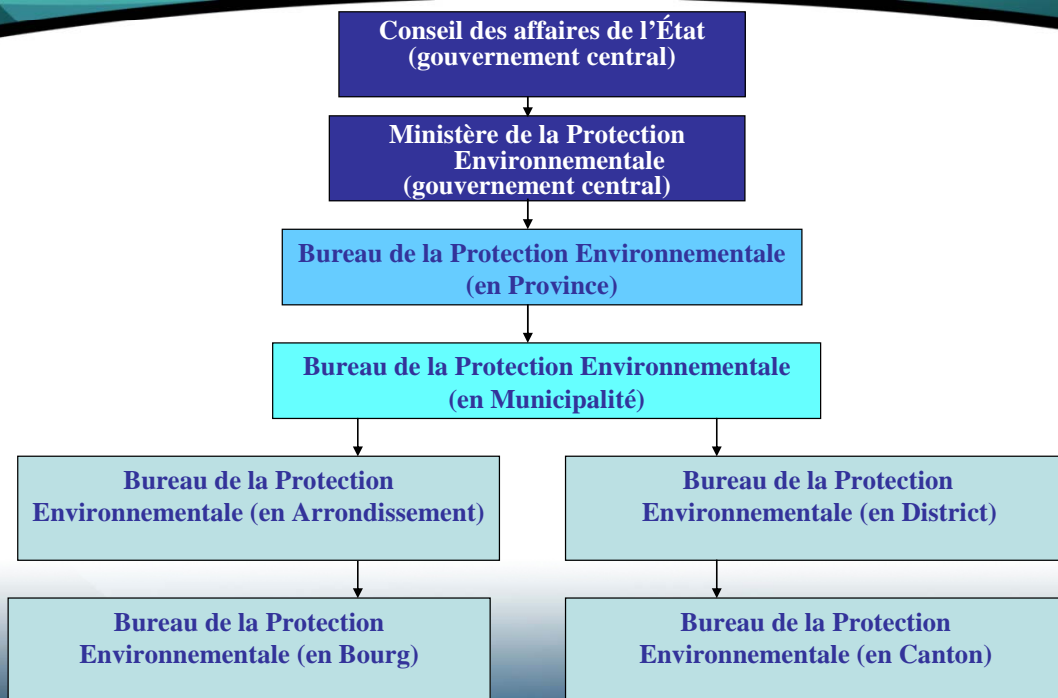 Conseil des affaires de l’État
(gouvernement central)
Ministère de la Protection
Environnementale
(gouvernement central)
Bureau de la Protection Environnementale
(en Province)
Bureau de la Protection Environnementale
(en Municipalité)
Bureau de la Protection
Environnementale (en Arrondissement)
Bureau de la Protection
Environnementale (en District)
Bureau de la Protection
Environnementale (en Bourg)
Bureau de la Protection
Environnementale (en Canton)